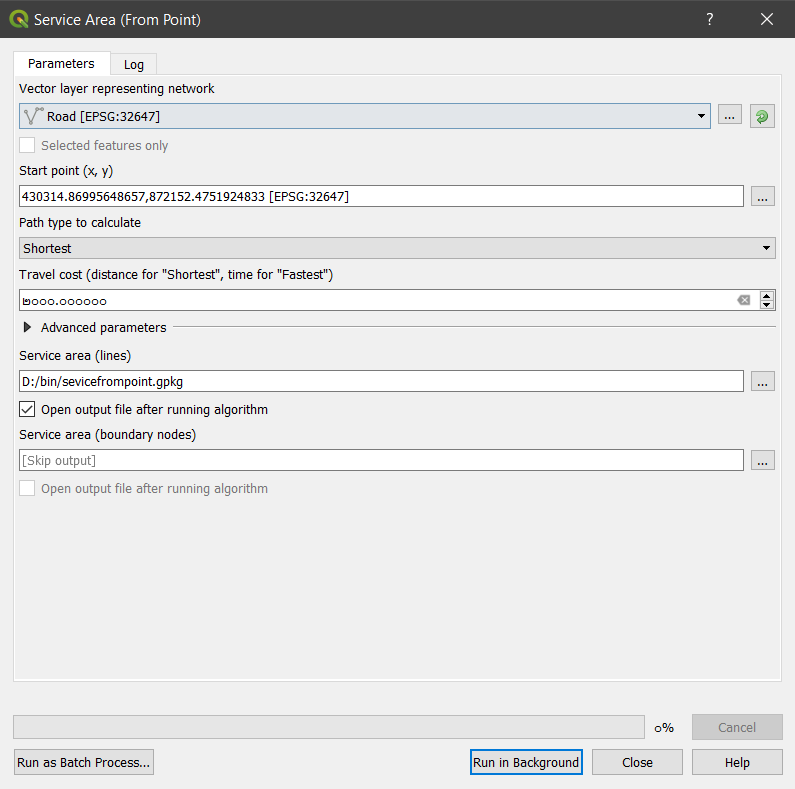 Service Area (From Point)
?
Parameters
Log
Vector layer representing network
Road [EPSG:32647]
...
Selected features only
Start point (x, y)
430314.86995648657,872152.4751924833 [EPSG:32647]
...
Path type to calculate
Shortest
Travel cost (distance for "Shortest", time for "Fastest")
๒๐๐๐.๐๐๐๐๐๐
Advanced parameters
Service area (lines)
D:/bin/sevicefrompoint.gpkg
...
Open output file after running algorithm
Service area (boundary nodes)
[Skip output]
...
Open output file after running algorithm
๐%
Cancel
Run as Batch Process...
Run in Background
Close
Help